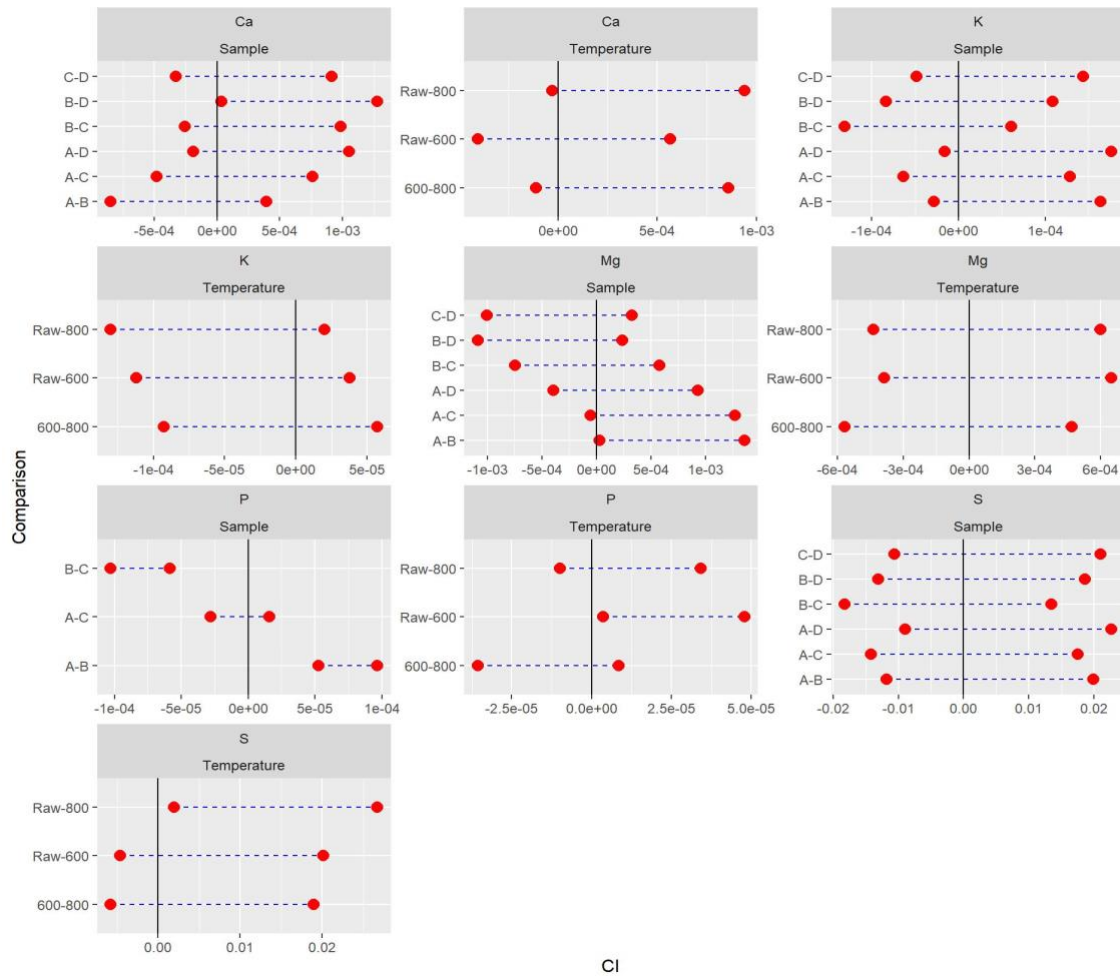 Ca
Sample
C-D
B-D
B-C
A-D
A-C
A-B
-5e-04 0e+00 5e-04 1e-03
Ca
Temperature
Raw-800
Raw-600
600-800
0e+00 5e-04 1e-03
K
Sample
C-D
B-D
B-C
A-D
A-C
A-B
-1e-04 0e+00 1e-04
K
Temperature
Raw-800
Raw-600
600-800
-1e-04 -5e-05 0e+00 5e-05
Mg
Sample
C-D
B-D
B-C
A-D
A-C
A-B
-1e-03 -5e-04 0e+00 5e-04 1e-03
Mg
Temperature
Raw-800
Raw-600
600-800
-6e-04 -3e-04 0e+00 3e-04 6e-04
Comparison
P
Sample
B-C
A-C
A-B
-1e-04 -5e-05 0e+00 5e-05 1e-04
P
Temperature
Raw-800
Raw-600
600-800
-2.5e-05 0.0e+00 2.5e-05 5.0e-05
S
Sample
C-D
B-D
B-C
A-D
A-C
A-B
-0.02 -0.01 0.00 0.01 0.02
S
Temperature
Raw-800
Raw-600
600-800
0.00 0.01 0.02
CI